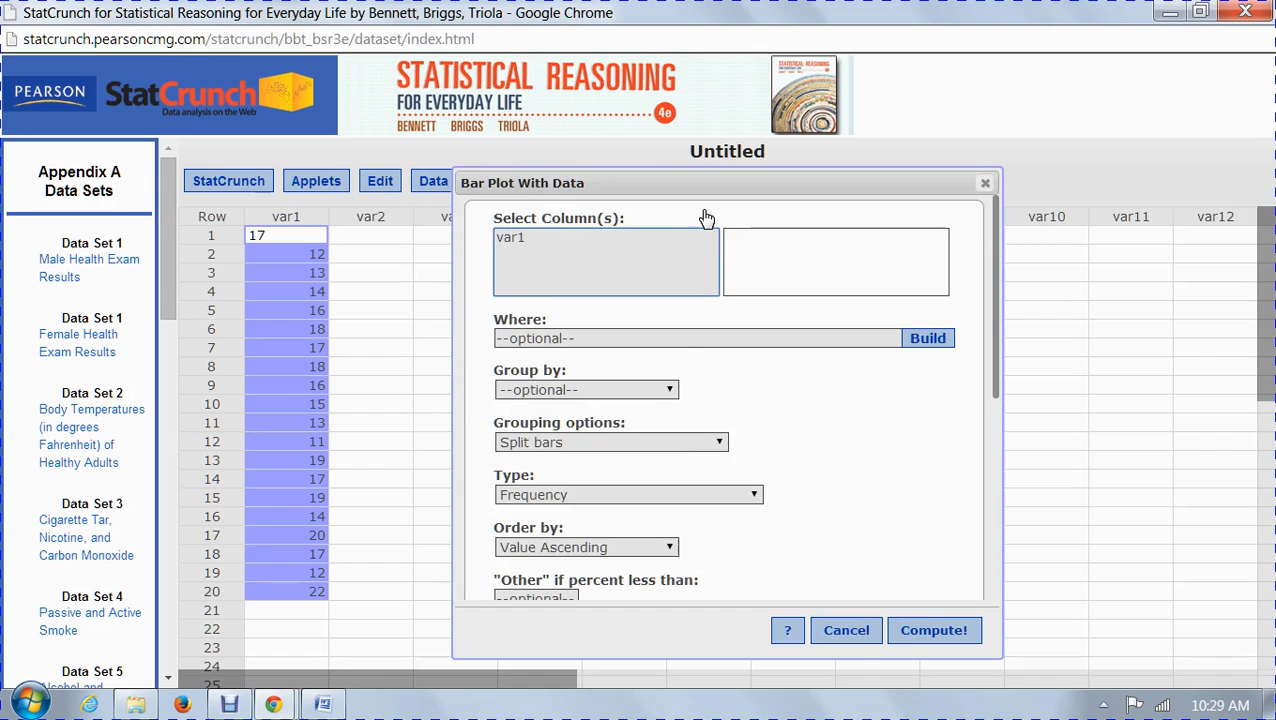 StatCrunch for Statistical Reasoning for Everyday Life by Bennett, Briggs, Triola - Google Chrome
statcrunch.pearsoncmg.com/statcrunch/bbt_bsr3e/dataset/index.html
PEARSON StatCrunch
Data analysis on the Web
STATISTICAL REASONING
FOR EVERYDAY LIFE 4e
BENNETT BRIGGS TRIOLA
Appendix A
Data Sets
Data Set 1
Male Health Exam
Results
Data Set 1
Female Health
Exam Results
Data Set 2
Body Temperatures
(in degrees
Fahrenheit) of
Healthy Adults
Data Set 3
Cigarette Tar,
Nicotine, and
Carbon Monoxide
Data Set 4
Passive and Active
Smoke
Data Set 5
Alcohol and
Untitled
StatCrunch Applets Edit Data
Row var1 var2 var10 var11 var12
1 17
2 12
3 13
4 14
5 16
6 18
7 17
8 18
9 16
10 15
11 13
12 11
13 19
14 17
15 19
16 14
17 20
18 17
19 12
20 22
21
22
23
24
25
Bar Plot With Data
Select Column(s):
var1
Where:
--optional-- Build
Group by:
--optional--
Grouping options:
Split bars
Type:
Frequency
Order by:
Value Ascending
"Other" if percent less than:
--optional--
? Cancel Compute!
10:29 AM